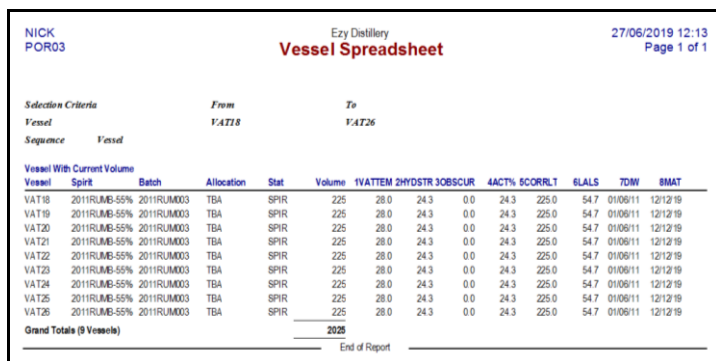 NICK Ezy Distillery 27/06/2019 12:13
POR03 Vessel Spreadsheet Page 1 of 1
Selection Criteria From To
Vessel VAT18 VAT26
Sequence Vessel
Vessel With Current Volume
Vessel Spirit Batch Allocation Stat Volume 1VATTEM 2HYDSTR 3OBSCUR 4ACT% 5CORRLT 6LALS 7DIW 8MAT
VAT18 2011RUMB-55% 2011RUM003 TBA SPIR 225 28.0 24.3 0.0 24.3 225.0 54.7 01/06/11 12/12/19
VAT19 2011RUMB-55% 2011RUM003 TBA SPIR 225 28.0 24.3 0.0 24.3 225.0 54.7 01/06/11 12/12/19
VAT20 2011RUMB-55% 2011RUM003 TBA SPIR 225 28.0 24.3 0.0 24.3 225.0 54.7 01/06/11 12/12/19
VAT21 2011RUMB-55% 2011RUM003 TBA SPIR 225 28.0 24.3 0.0 24.3 225.0 54.7 01/06/11 12/12/19
VAT22 2011RUMB-55% 2011RUM003 TBA SPIR 225 28.0 24.3 0.0 24.3 225.0 54.7 01/06/11 12/12/19
VAT23 2011RUMB-55% 2011RUM003 TBA SPIR 225 28.0 24.3 0.0 24.3 225.0 54.7 01/06/11 12/12/19
VAT24 2011RUMB-55% 2011RUM003 TBA SPIR 225 28.0 24.3 0.0 24.3 225.0 54.7 01/06/11 12/12/19
VAT25 2011RUMB-55% 2011RUM003 TBA SPIR 225 28.0 24.3 0.0 24.3 225.0 54.7 01/06/11 12/12/19
VAT26 2011RUMB-55% 2011RUM003 TBA SPIR 225 28.0 24.3 0.0 24.3 225.0 54.7 01/06/11 12/12/19
Grand Totals (9 Vessels) 2025
End of Report